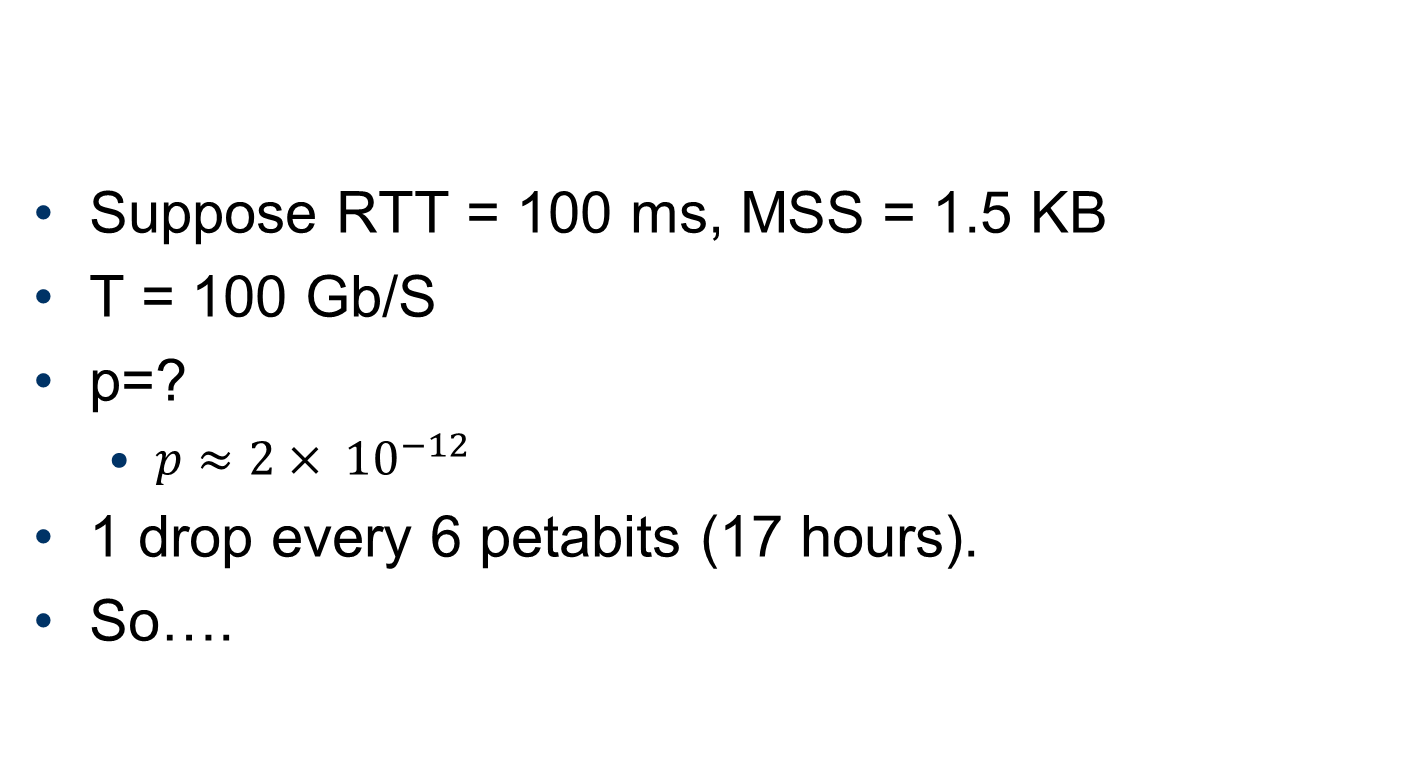 • Suppose RTT = 100 ms, MSS = 1.5 KB
• T = 100 Gb/S
• p=?
• 𝑝 ≈ 2 × 10⁻¹²
• 1 drop every 6 petabits (17 hours).
• So….